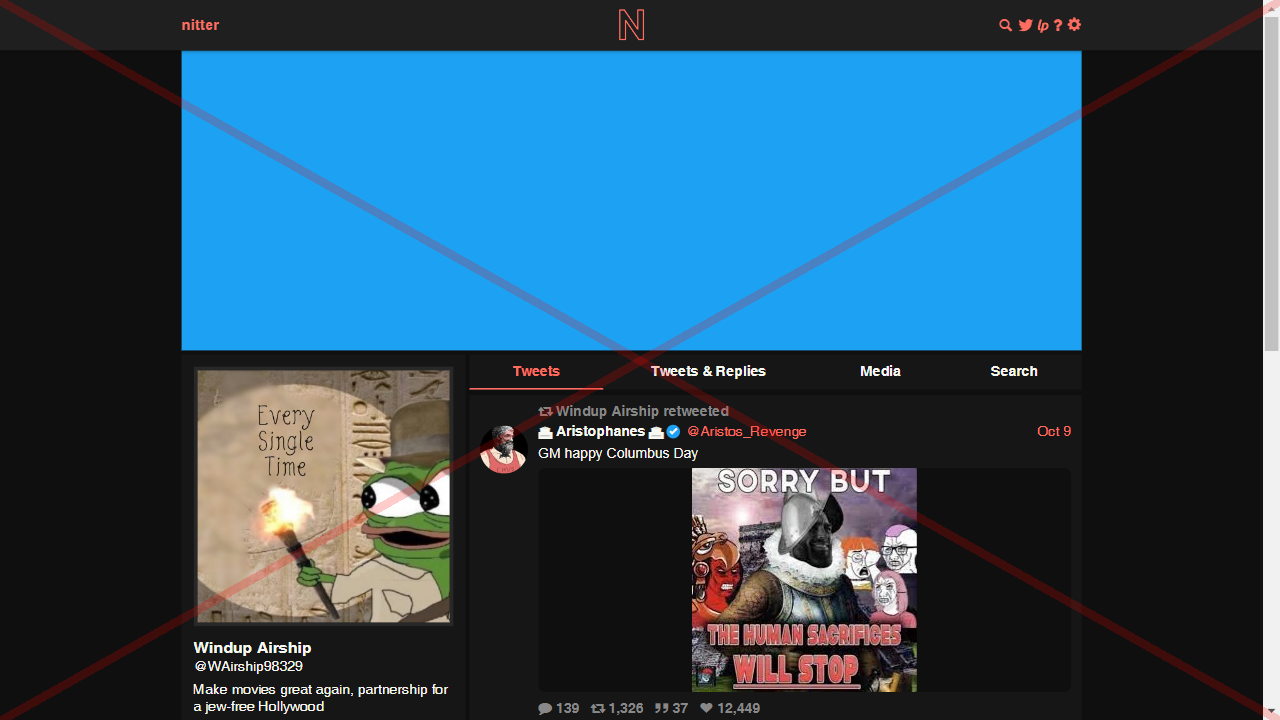 nitter
N
lp ?
Tweets
Tweets & Replies
Media
Search
Windup Airship retweeted
Aristophanes
@Aristos_Revenge
Oct 9
GM happy Columbus Day
Every
Single
Time
SORRY BUT
THE HUMAN SACRIFICES
WILL STOP
Windup Airship
@WAirship98329
Make movies great again, partnership for
a jew-free Hollywood
139 1,326 37 12,449